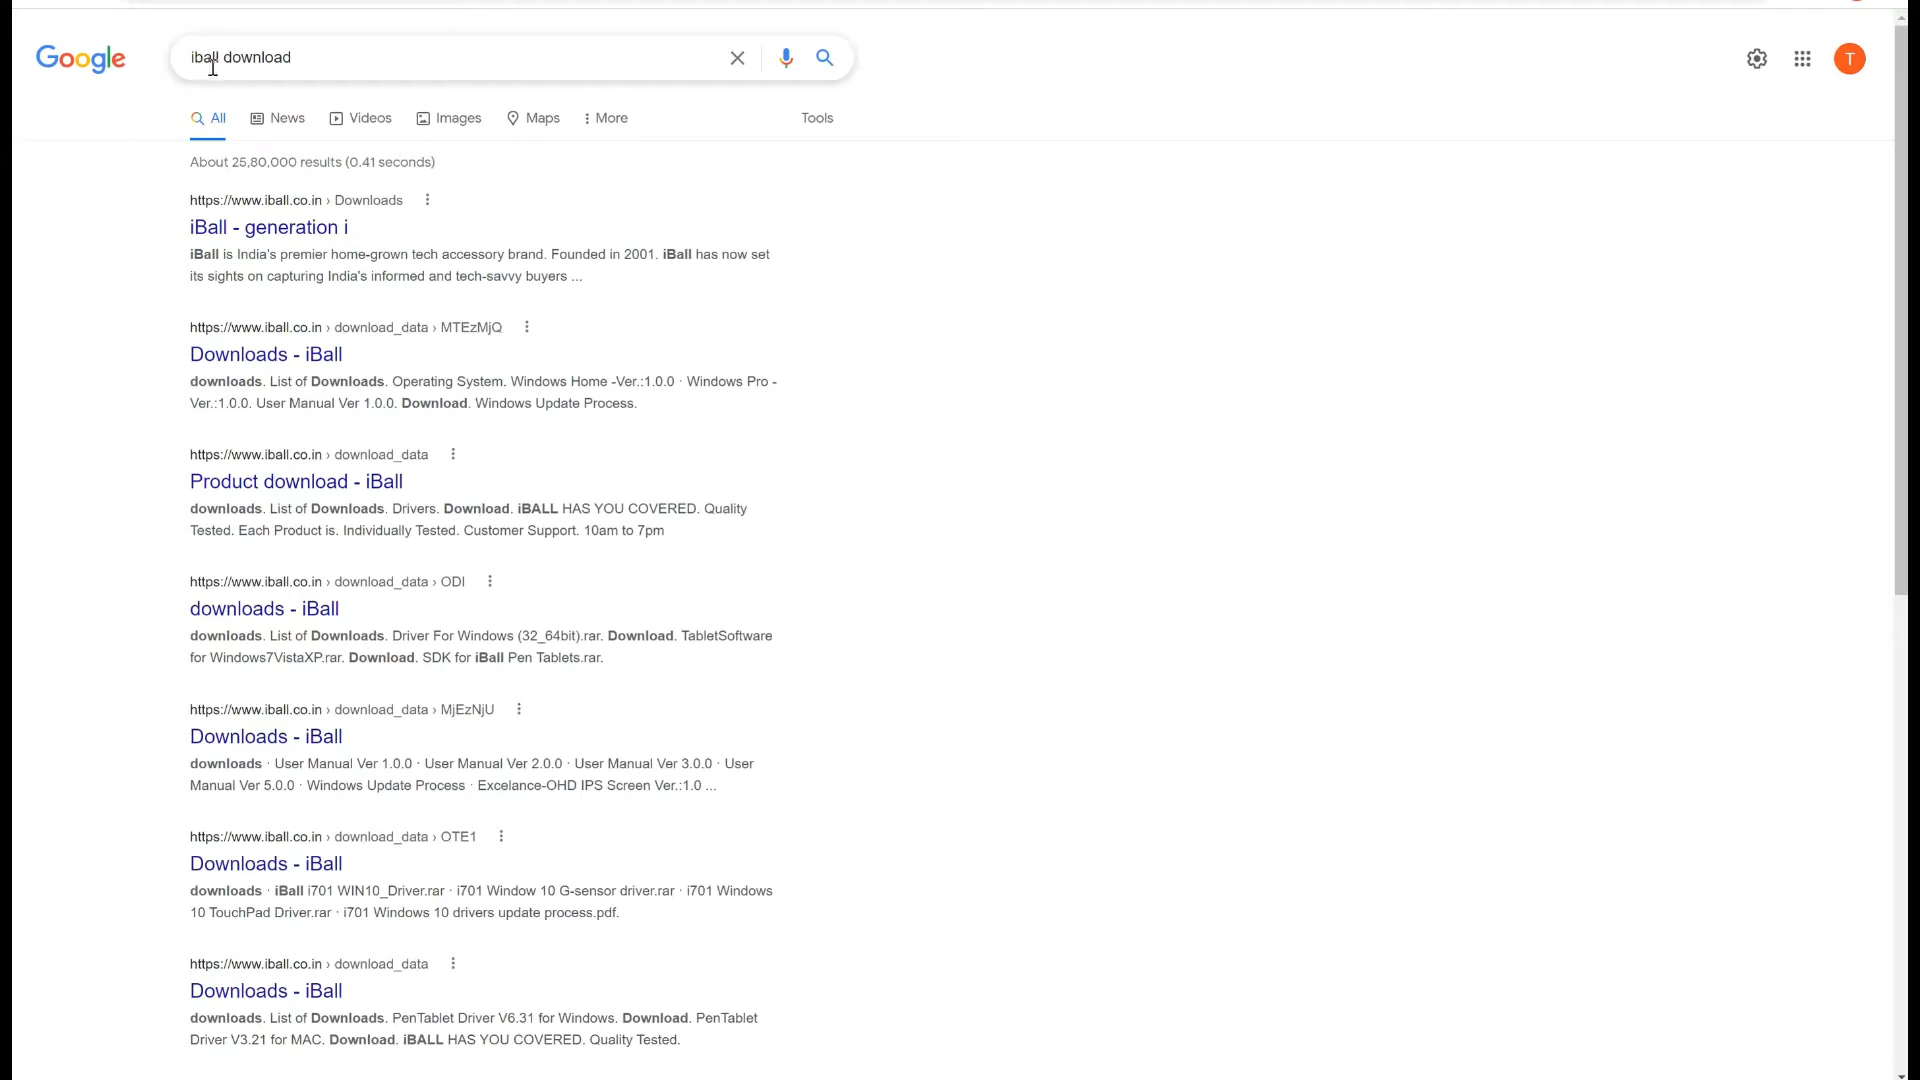 Google
iball download
T
All
News
Videos
Images
Maps
More
Tools
About 25,80,000 results (0.41 seconds)
https://www.iball.co.in › Downloads
iBall - generation i
iBall is India's premier home-grown tech accessory brand. Founded in 2001. iBall has now set
its sights on capturing India's informed and tech-savvy buyers ...
https://www.iball.co.in › download_data › MTEzMjQ
Downloads - iBall
downloads. List of Downloads. Operating System. Windows Home -Ver.:1.0.0 · Windows Pro -
Ver.:1.0.0. User Manual Ver 1.0.0. Download. Windows Update Process.
https://www.iball.co.in › download_data
Product download - iBall
downloads. List of Downloads. Drivers. Download. iBALL HAS YOU COVERED. Quality
Tested. Each Product is. Individually Tested. Customer Support. 10am to 7pm
https://www.iball.co.in › download_data › ODI
downloads - iBall
downloads. List of Downloads. Driver For Windows (32_64bit).rar. Download. TabletSoftware
for Windows7VistaXP.rar. Download. SDK for iBall Pen Tablets.rar.
https://www.iball.co.in › download_data › MjEzNjU
Downloads - iBall
downloads · User Manual Ver 1.0.0 · User Manual Ver 2.0.0 · User Manual Ver 3.0.0 · User
Manual Ver 5.0.0 · Windows Update Process · Excelance-OHD IPS Screen Ver.:1.0 ...
https://www.iball.co.in › download_data › OTE1
Downloads - iBall
downloads · iBall i701 WIN10_Driver.rar · i701 Window 10 G-sensor driver.rar · i701 Windows
10 TouchPad Driver.rar · i701 Windows 10 drivers update process.pdf.
https://www.iball.co.in › download_data
Downloads - iBall
downloads. List of Downloads. PenTablet Driver V6.31 for Windows. Download. PenTablet
Driver V3.21 for MAC. Download. iBALL HAS YOU COVERED. Quality Tested.